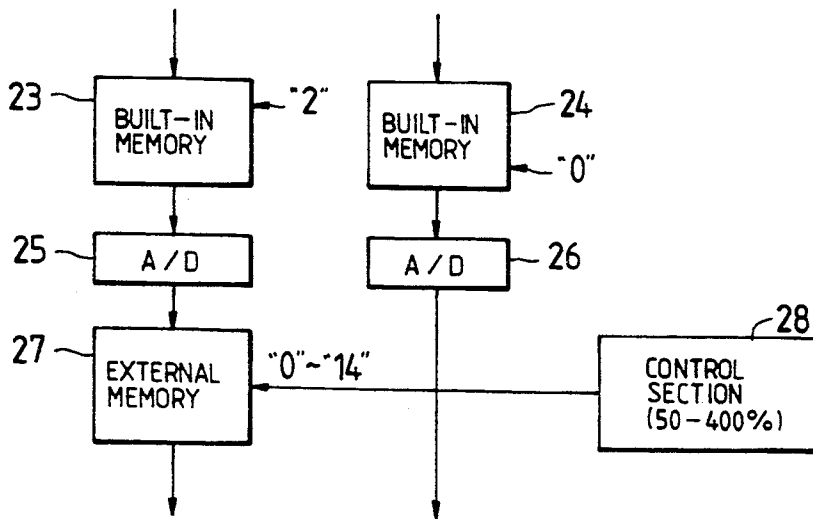 23
BUILT-IN
MEMORY
"2"
BUILT-IN
MEMORY
24
"0"
25
A/D
A/D
26
27
EXTERNAL
MEMORY
"0"~"14"
28
CONTROL
SECTION
(50-400%)